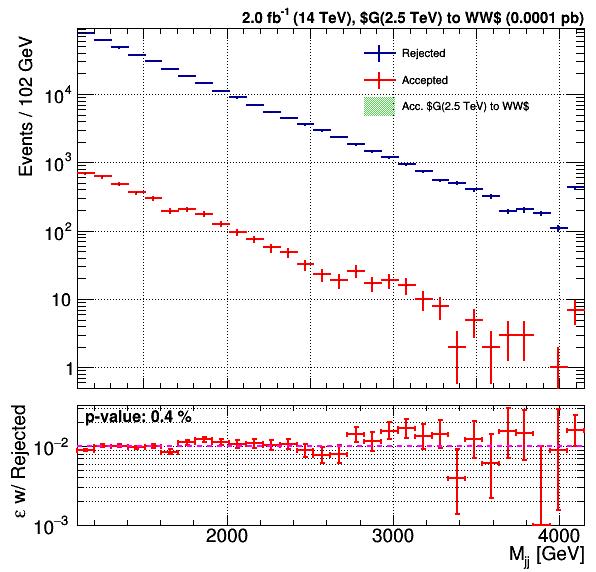 2.0 fb⁻¹ (14 TeV), $G(2.5 TeV) to WW$ (0.0001 pb)
Events / 102 GeV
Rejected
Accepted
Acc. $G(2.5 TeV) to WW$
10⁴
10³
10²
10
1
p-value: 0.4 %
ε w/ Rejected
10⁻²
10⁻³
2000
3000
4000
M_jj [GeV]